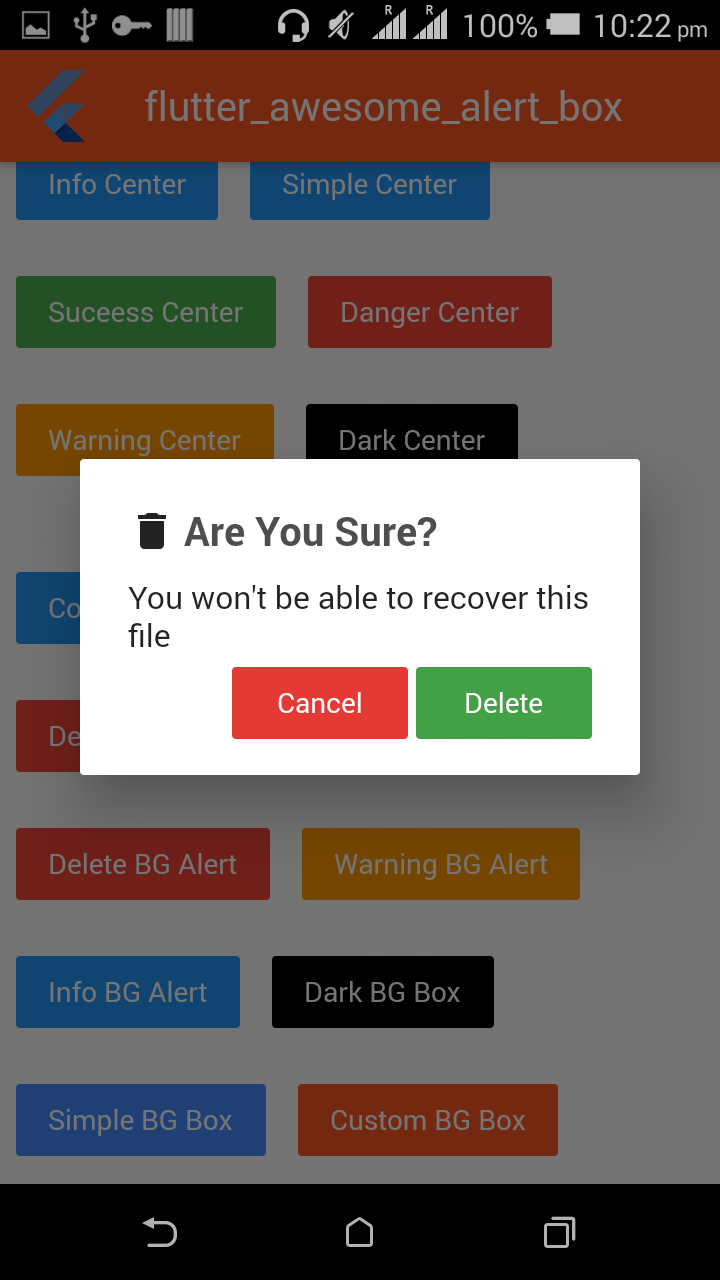 R R 100% 10:22 pm
flutter_awesome_alert_box
Info Center Simple Center
Suceess Center Danger Center
Warning Center Dark Center
Are You Sure?
Co
You won't be able to recover this
file
De
Cancel Delete
Delete BG Alert Warning BG Alert
Info BG Alert Dark BG Box
Simple BG Box Custom BG Box